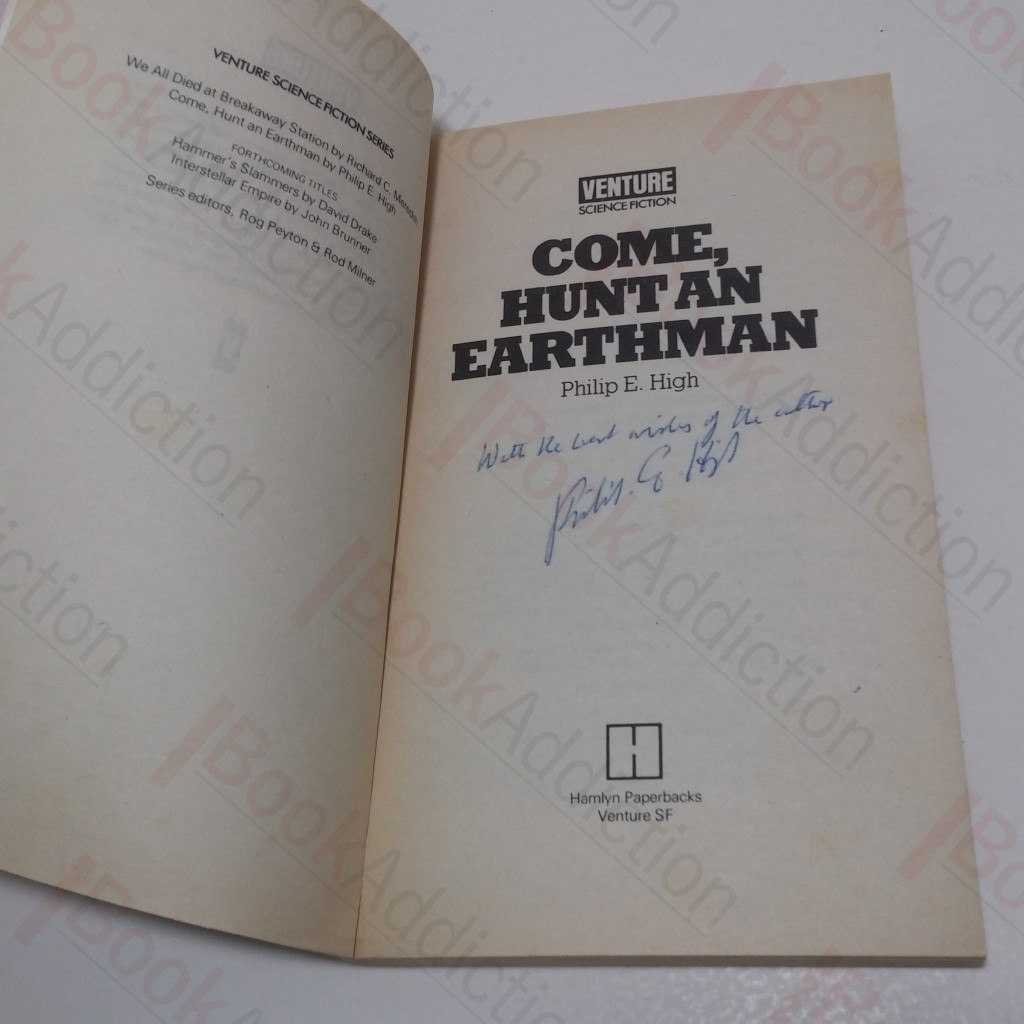 VENTURE SCIENCE FICTION SERIES
We All Died at Breakaway Station by Richard C. Meredith
Come, Hunt an Earthman by Philip E. High
FORTHCOMING TITLES
Hammer's Slammers by David Drake
Interstellar Empire by John Brunner
Series editors, Rog Peyton & Rod Milner
VENTURE
SCIENCE FICTION
COME,
HUNT AN
EARTHMAN
Philip E. High
With the best wishes of the author
Philip. E. High
H
Hamlyn Paperbacks
Venture SF
BookAddiction